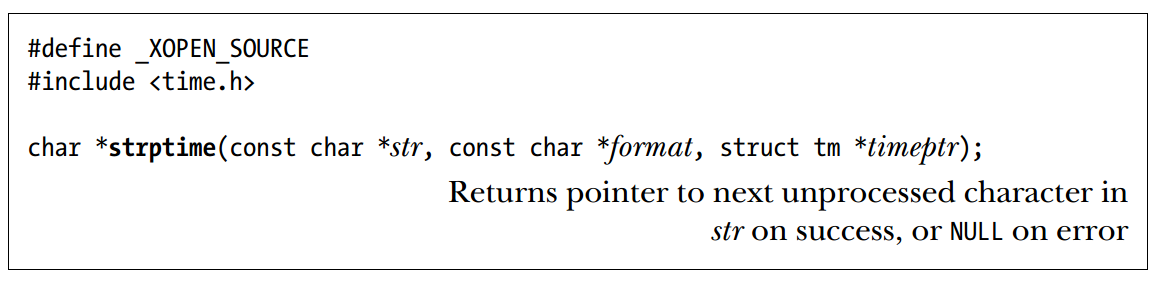 #define _XOPEN_SOURCE
#include <time.h>
char *strptime(const char *str, const char *format, struct tm *timeptr);
Returns pointer to next unprocessed character in
str on success, or NULL on error